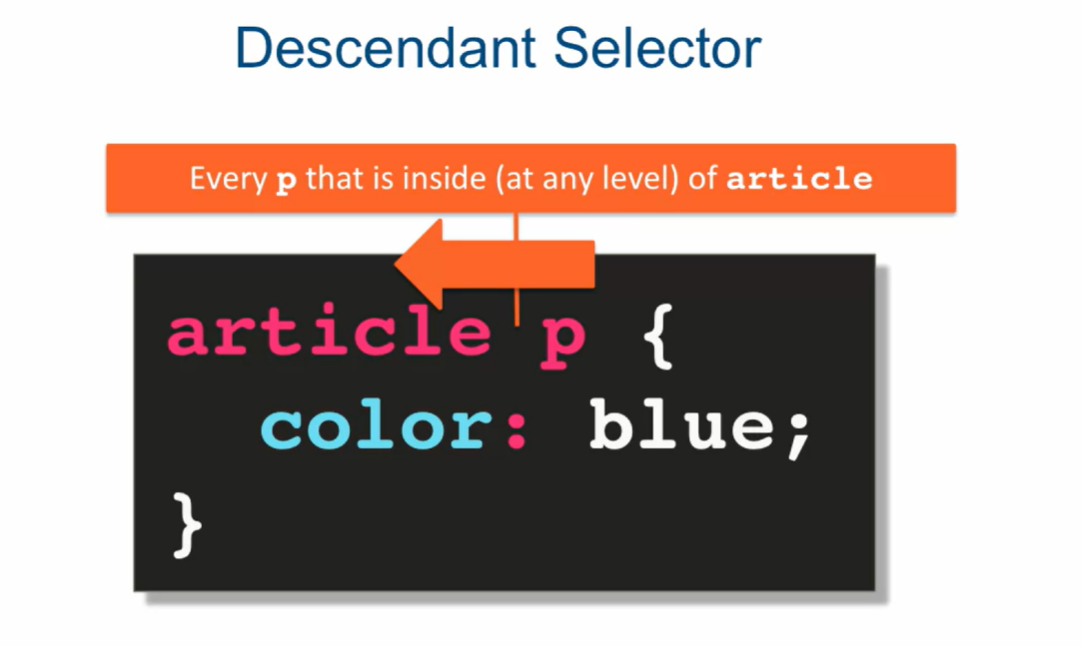 Descendant Selector
Every p that is inside (at any level) of article
article p {
color: blue;
}